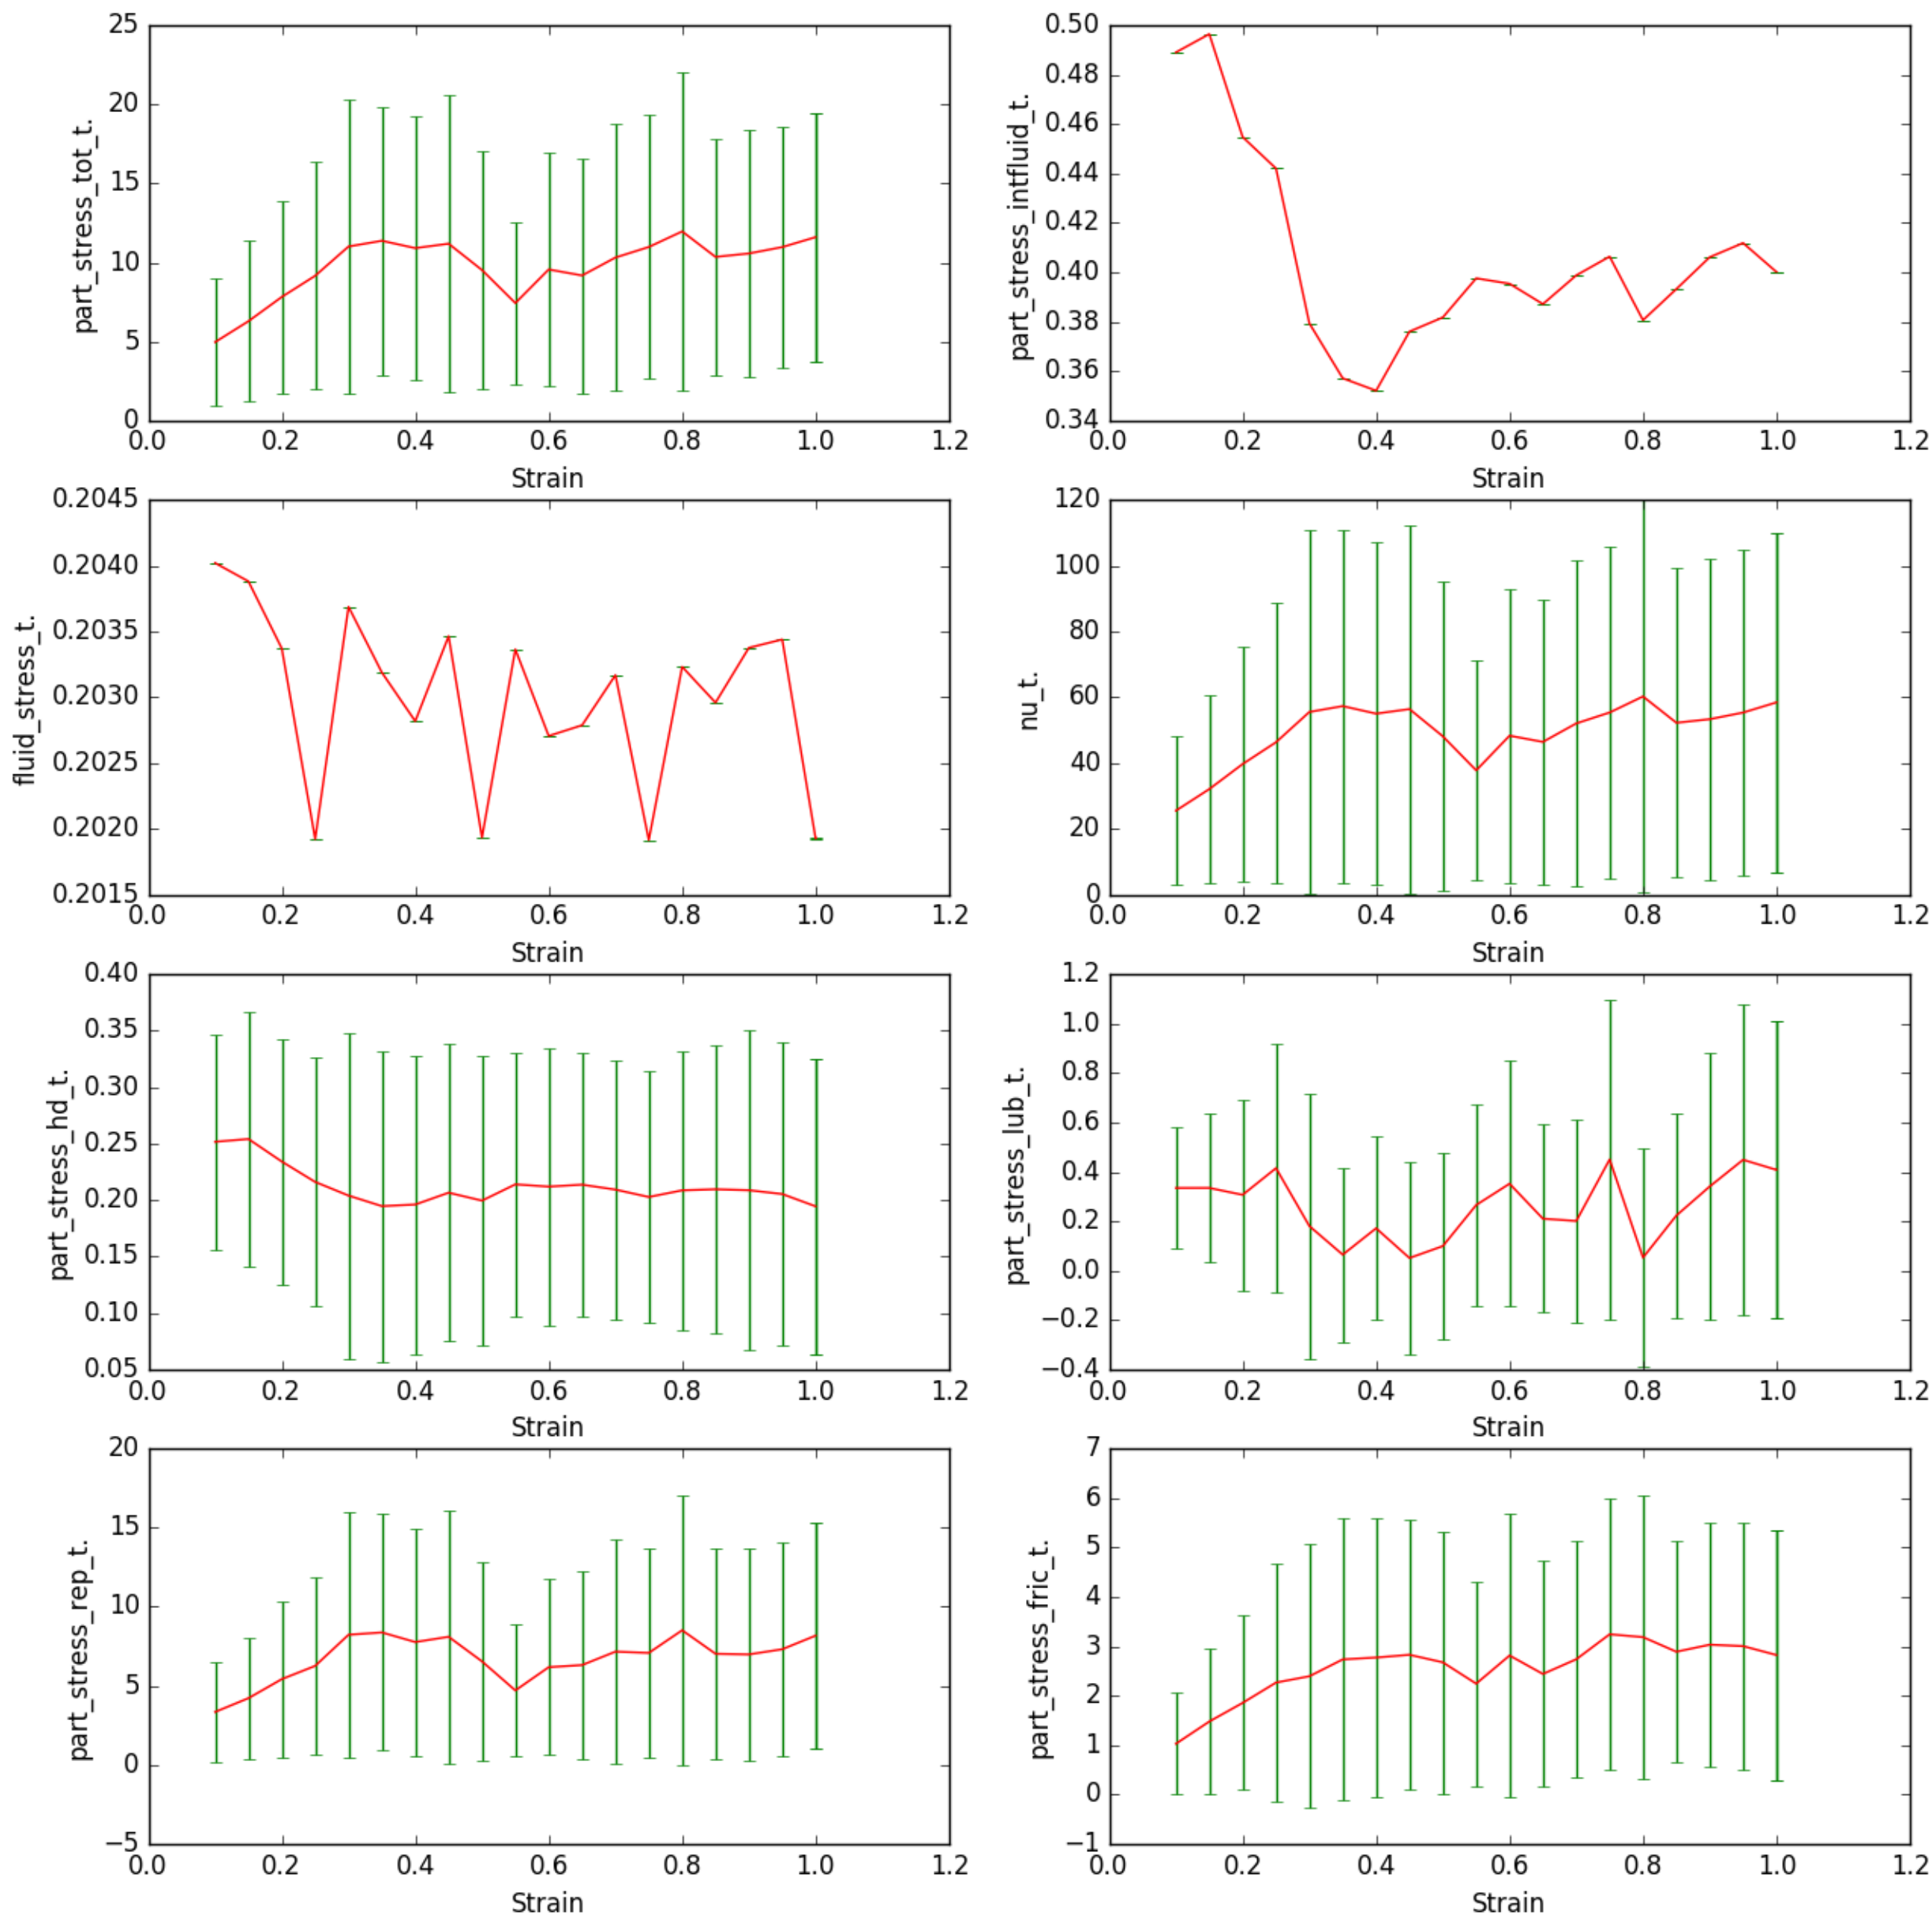 part_stress_tot_t.
25
20
15
10
5
0
0.0 0.2 0.4 0.6 0.8 1.0 1.2
Strain
part_stress_intfluid_t.
0.50
0.48
0.46
0.44
0.42
0.40
0.38
0.36
0.34
0.0 0.2 0.4 0.6 0.8 1.0 1.2
Strain
fluid_stress_t.
0.2045
0.2040
0.2035
0.2030
0.2025
0.2020
0.2015
0.0 0.2 0.4 0.6 0.8 1.0 1.2
Strain
nu_t.
120
100
80
60
40
20
0
0.0 0.2 0.4 0.6 0.8 1.0 1.2
Strain
part_stress_hd_t.
0.40
0.35
0.30
0.25
0.20
0.15
0.10
0.05
0.0 0.2 0.4 0.6 0.8 1.0 1.2
Strain
part_stress_lub_t.
1.2
1.0
0.8
0.6
0.4
0.2
0.0
−0.2
−0.4
0.0 0.2 0.4 0.6 0.8 1.0 1.2
Strain
part_stress_rep_t.
20
15
10
5
0
−5
0.0 0.2 0.4 0.6 0.8 1.0 1.2
Strain
part_stress_fric_t.
7
6
5
4
3
2
1
0
−1
0.0 0.2 0.4 0.6 0.8 1.0 1.2
Strain